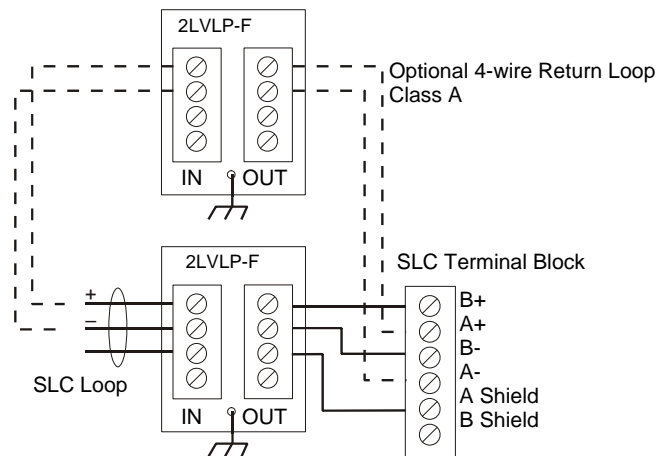 2LVLP-F
Optional 4-wire Return Loop
Class A
IN
OUT
2LVLP-F
SLC Terminal Block
+
–
B+
A+
B-
A-
A Shield
B Shield
SLC Loop
IN
OUT